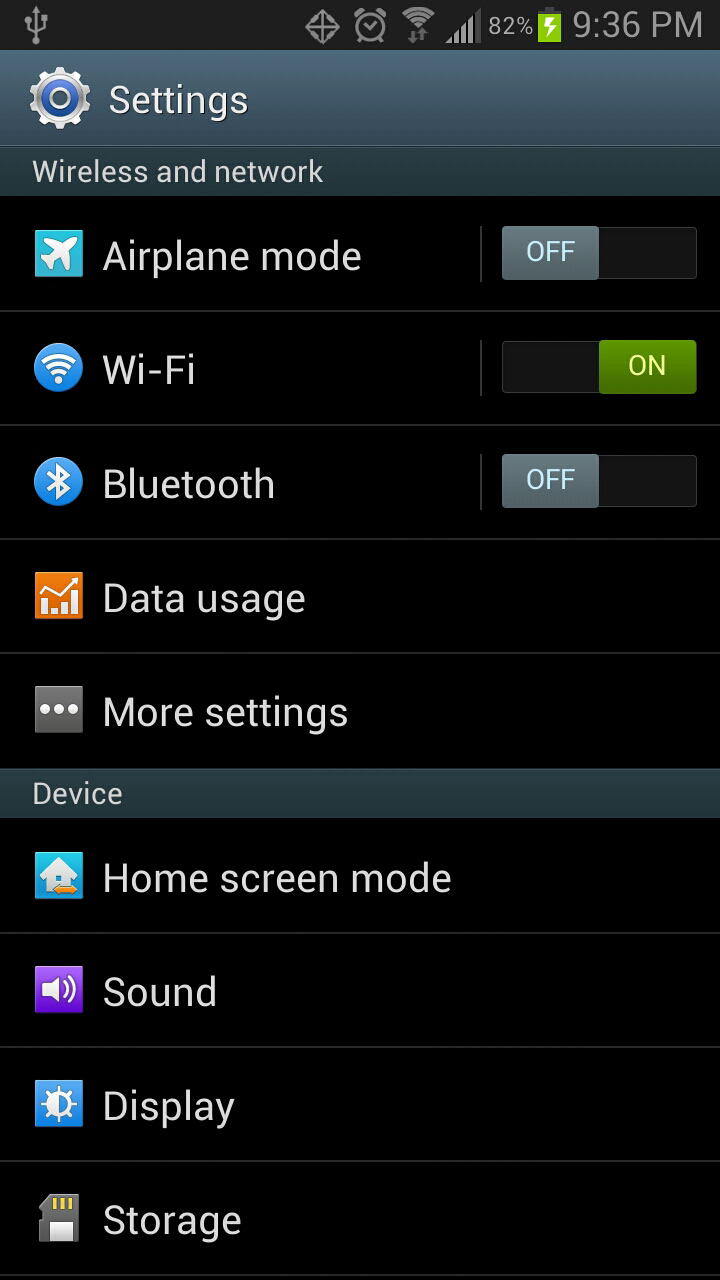 82% 9:36 PM
Settings
Wireless and network
Airplane mode OFF
Wi-Fi ON
Bluetooth OFF
Data usage
More settings
Device
Home screen mode
Sound
Display
Storage